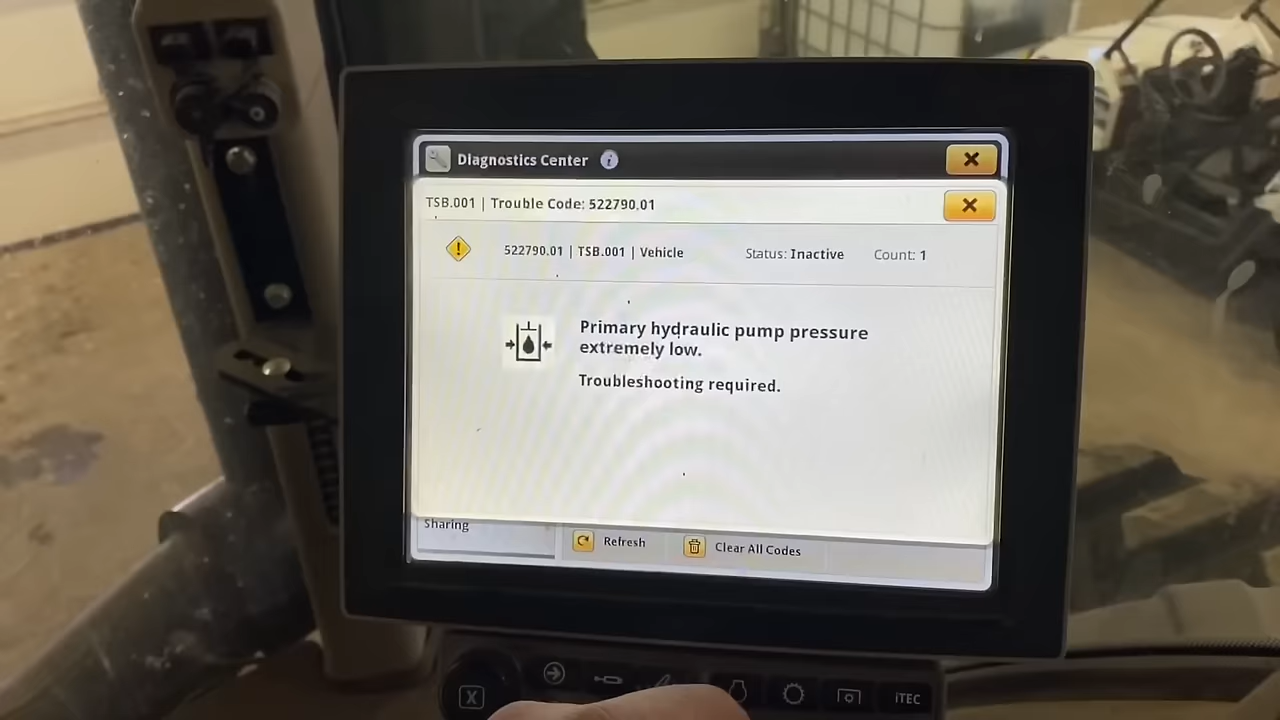 Diagnostics Center
TSB.001 | Trouble Code: 522790.01
522790.01 | TSB.001 | Vehicle Status: Inactive Count: 1
Primary hydraulic pump pressure
extremely low.
Troubleshooting required.
Sharing
Refresh Clear All Codes
iTEC